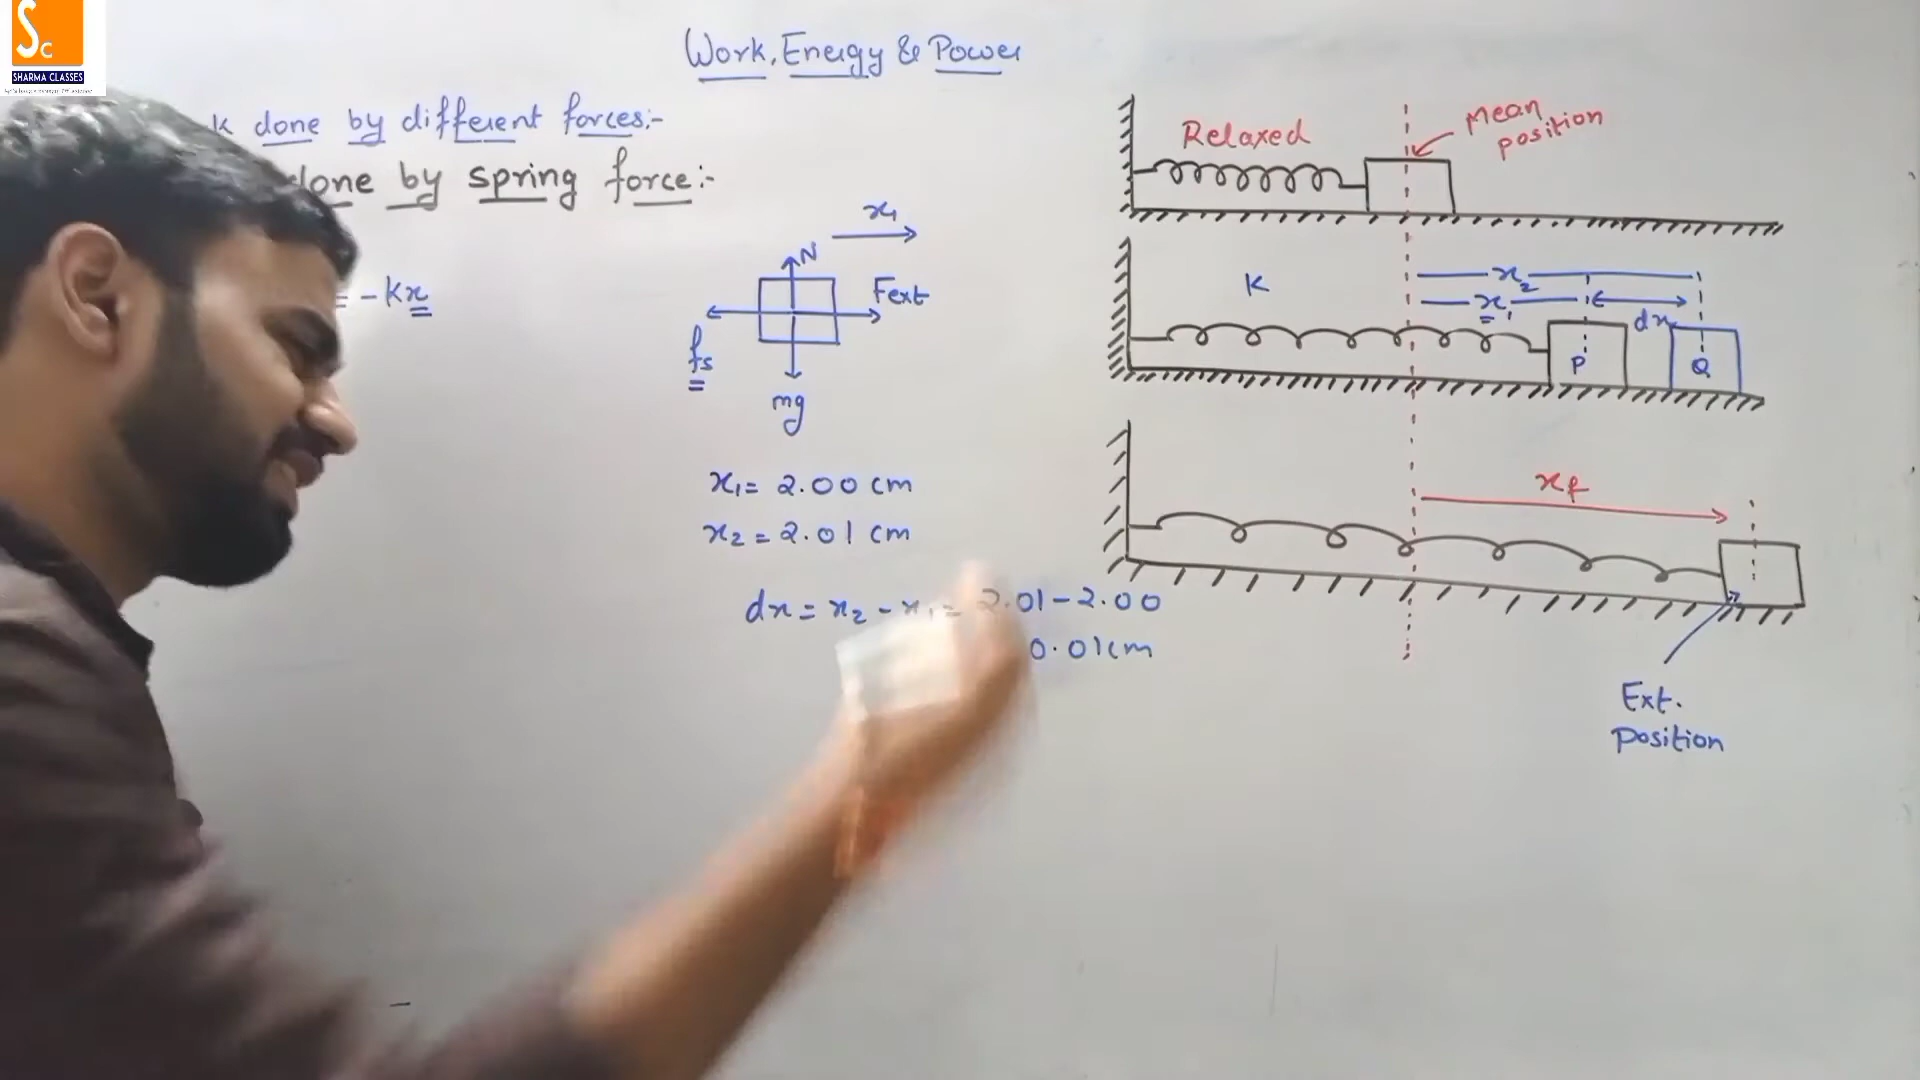 Sc
SHARMA CLASSES
Work, Energy & Power
k done by different forces:-
done by spring force:-
= -Kx
x₁
N
Fext
fs
mg
x₁= 2.00 cm
x₂ = 2.01 cm
dx = x₂ - x₁ = 2.01-2.00
0.01cm
Relaxed
Mean
position
K
x₂
x₁
dx
P
Q
xf
Ext.
Position